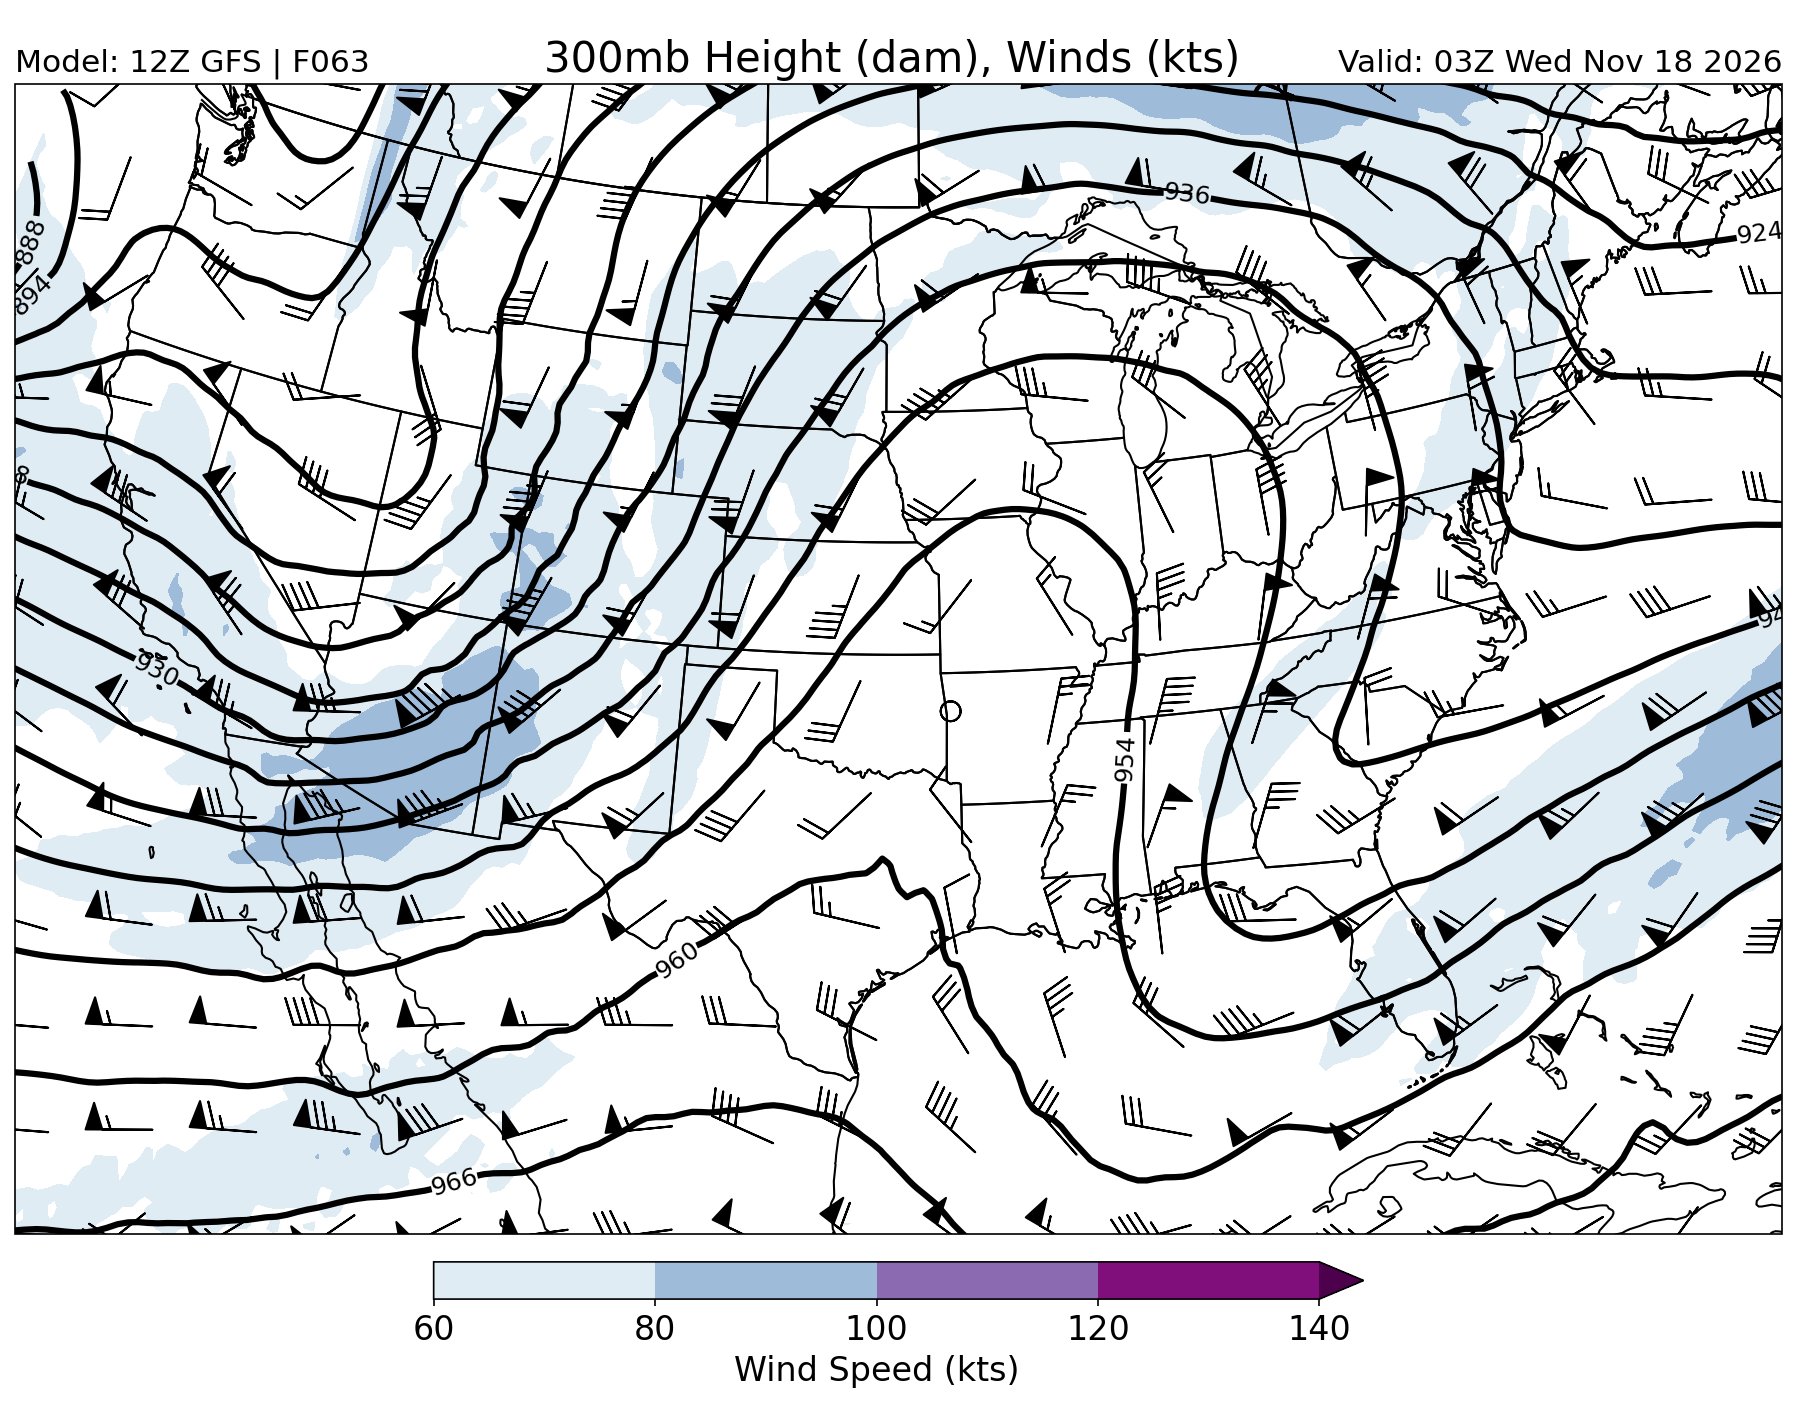 Model: 12Z GFS | F063
300mb Height (dam), Winds (kts)
Valid: 03Z Wed Nov 18 2026
936
924
888
894
930
954
960
966
60 80 100 120 140
Wind Speed (kts)